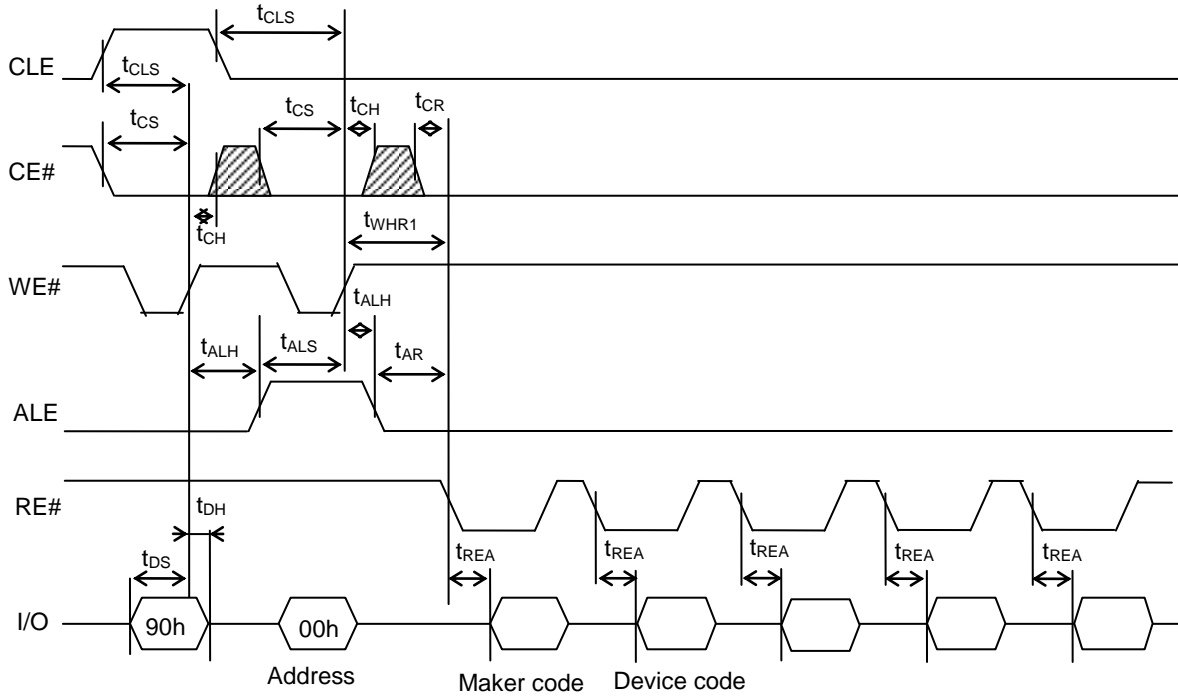 tCLS
CLE
tCLS
tCS
tCH
tCR
tCS
CE#
tCH
tWHR1
WE#
tALH
tALH
tALS
tAR
ALE
RE#
tDH
tDS
tREA
tREA
tREA
tREA
tREA
I/O
90h
00h
Address
Maker code
Device code